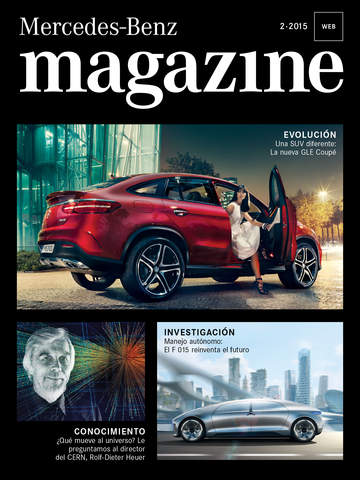 Mercedes-Benz
2·2015
WEB
magazine
EVOLUCIÓN
Una SUV diferente:
La nueva GLE Coupé
INVESTIGACIÓN
Manejo autónomo:
El F 015 reinventa el futuro
CONOCIMIENTO
¿Qué mueve al universo? Le
preguntamos al director
del CERN, Rolf-Dieter Heuer